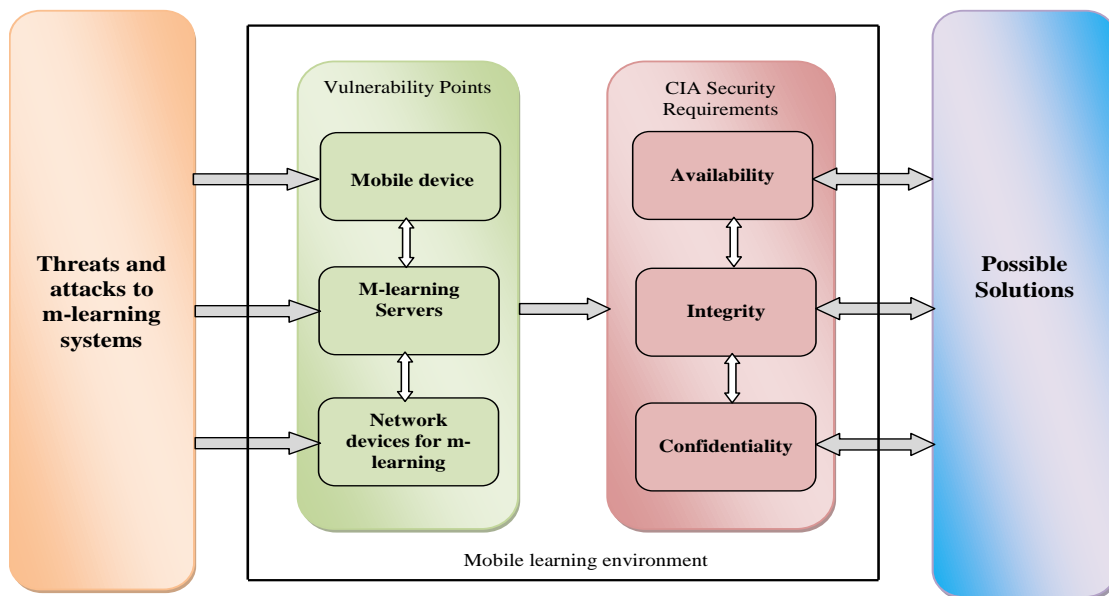 Threats and
attacks to
m-learning
systems
Vulnerability Points
Mobile device
M-learning
Servers
Network
devices for m-
learning
CIA Security
Requirements
Availability
Integrity
Confidentiality
Mobile learning environment
Possible
Solutions